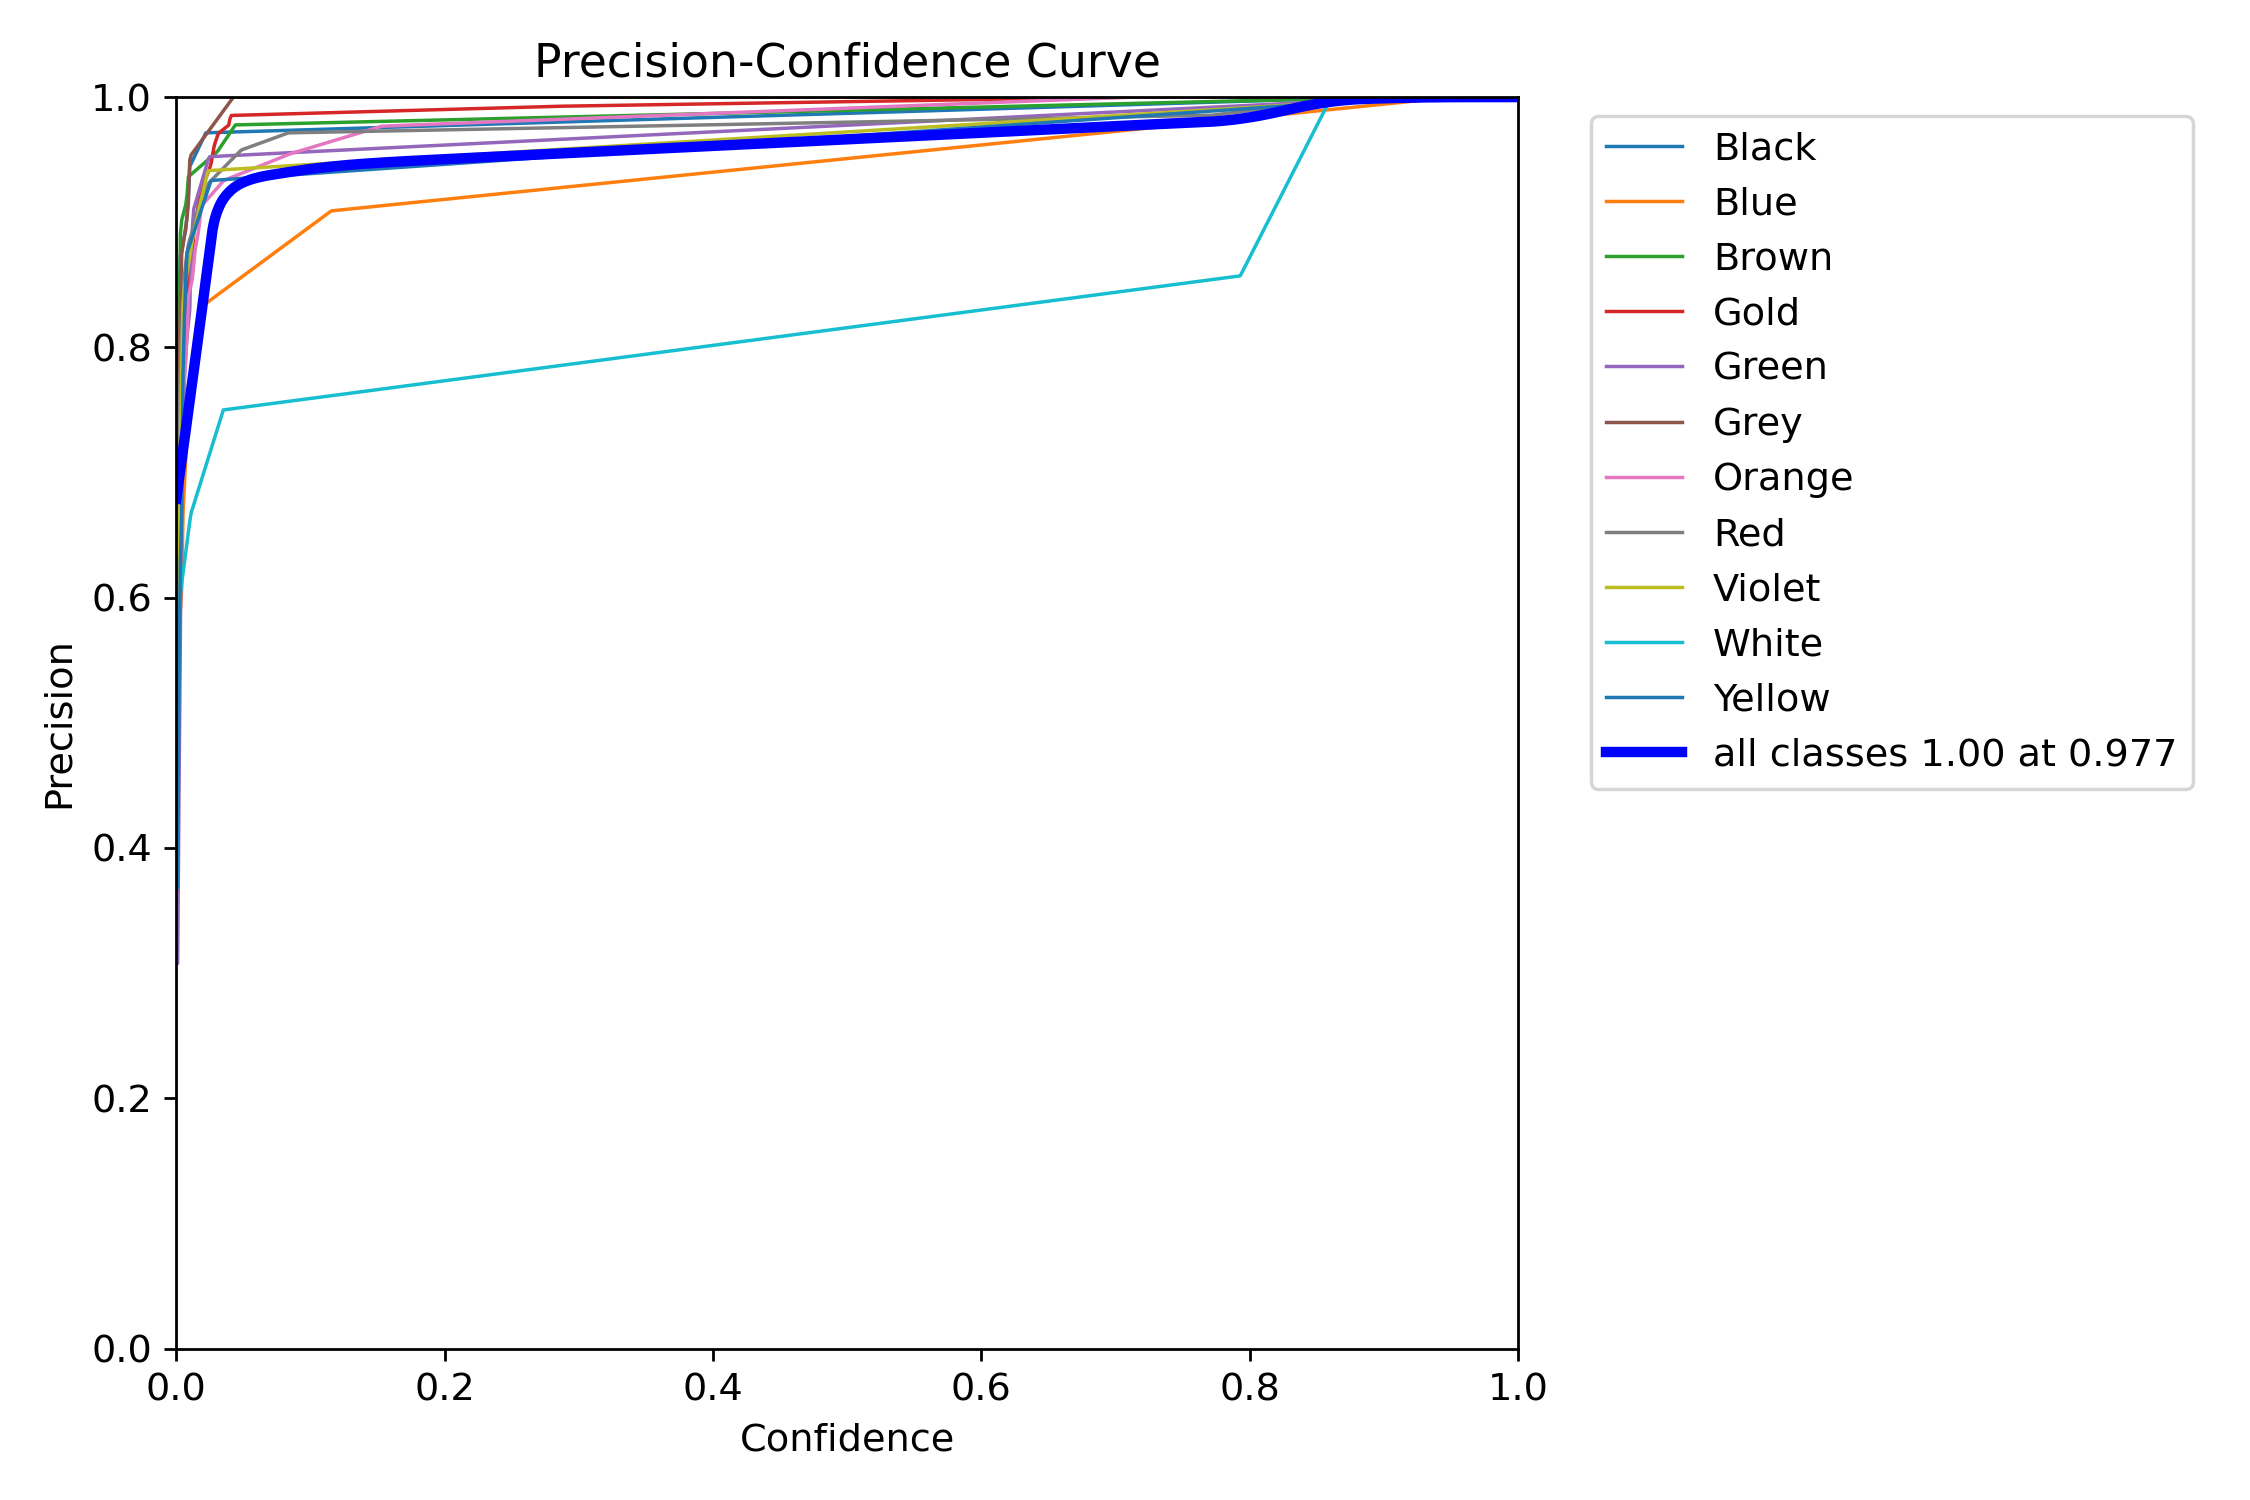 Precision-Confidence Curve
1.0
0.8
0.6
0.4
0.2
0.0
Precision
0.0 0.2 0.4 0.6 0.8 1.0
Confidence
Black
Blue
Brown
Gold
Green
Grey
Orange
Red
Violet
White
Yellow
all classes 1.00 at 0.977